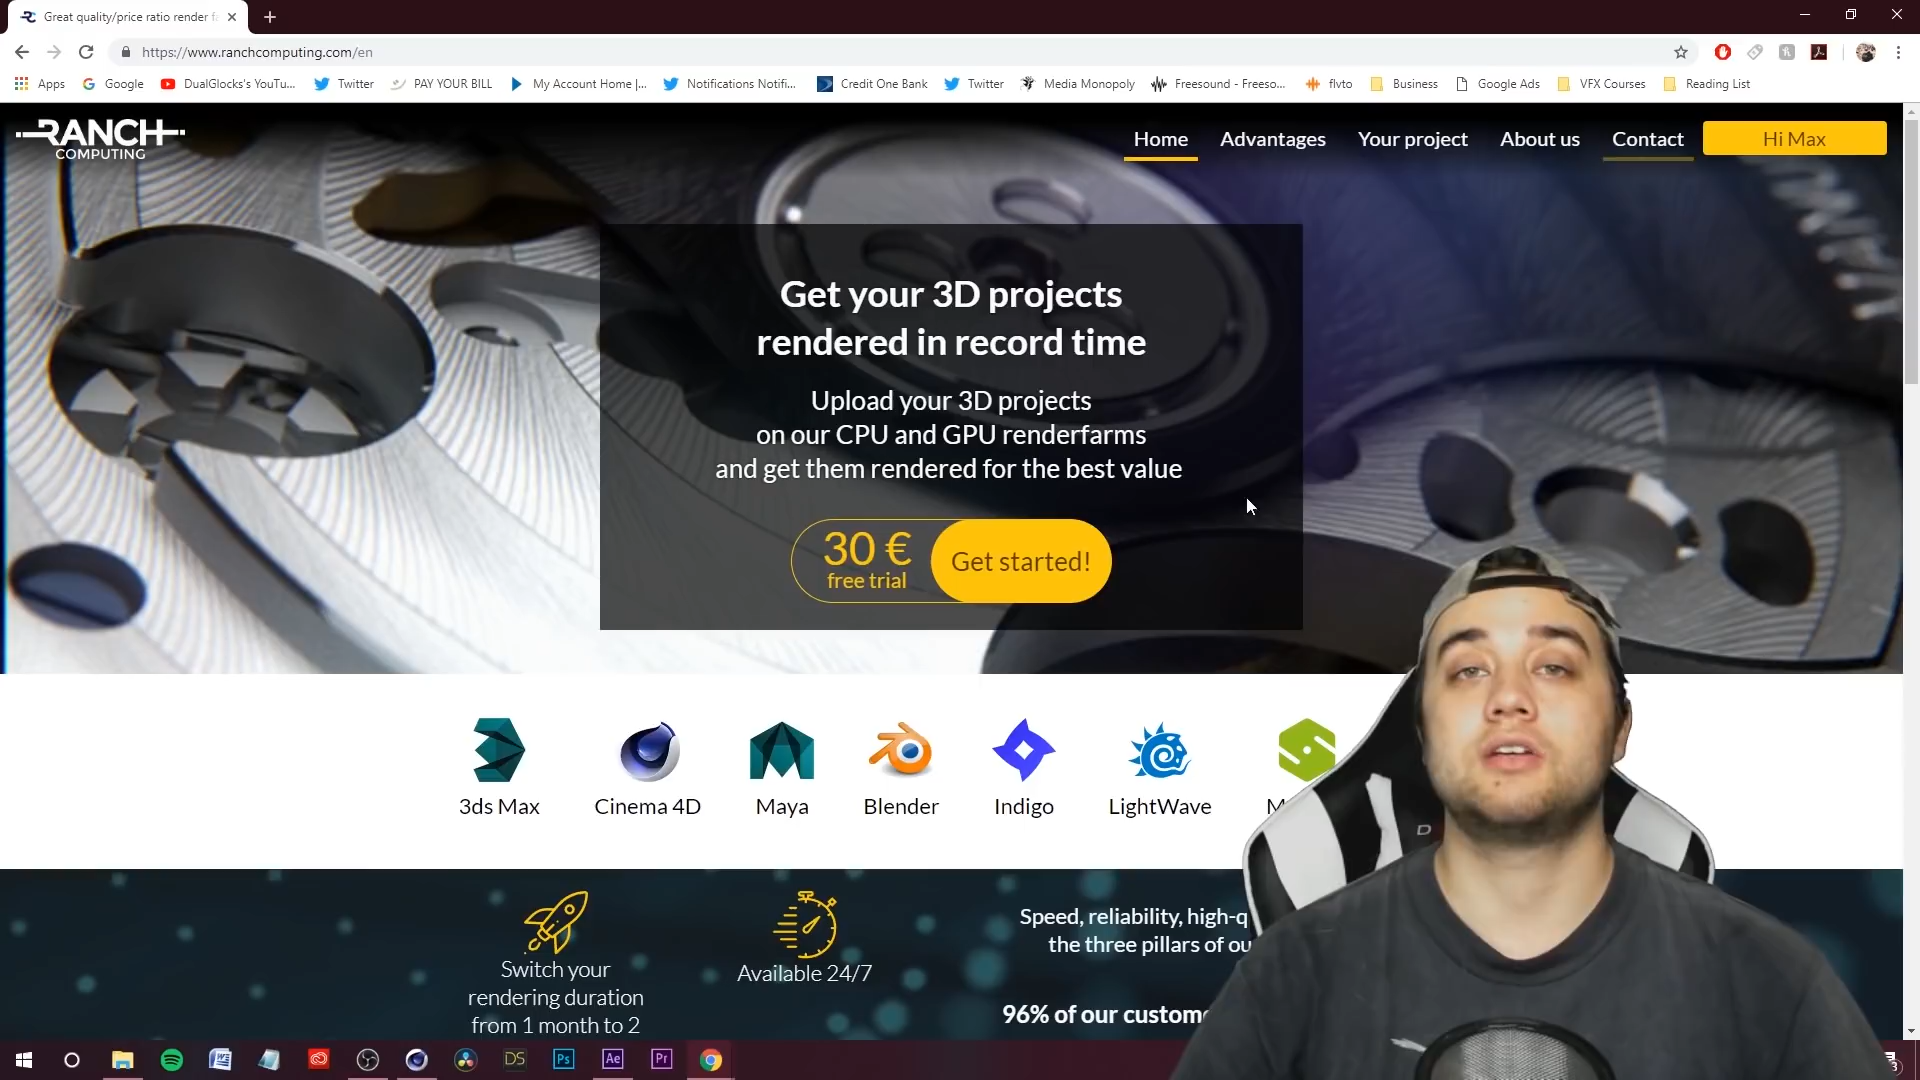 Great quality/price ratio render f
https://www.ranchcomputing.com/en
Apps
Google
DualGlocks's YouTu...
Twitter
PAY YOUR BILL
My Account Home |...
Notifications Notifi...
Credit One Bank
Twitter
Media Monopoly
Freesound - Freeso...
flvto
Business
Google Ads
VFX Courses
Reading List
RANCH
COMPUTING
Home
Advantages
Your project
About us
Contact
Hi Max
Get your 3D projects
rendered in record time
Upload your 3D projects
on our CPU and GPU renderfarms
and get them rendered for the best value
30 €
free trial
Get started!
3ds Max
Cinema 4D
Maya
Blender
Indigo
LightWave
M
Switch your
rendering duration
from 1 month to 2
Available 24/7
Speed, reliability, high-q
the three pillars of ou
96% of our custome
DS
Ps
Ae
Pr